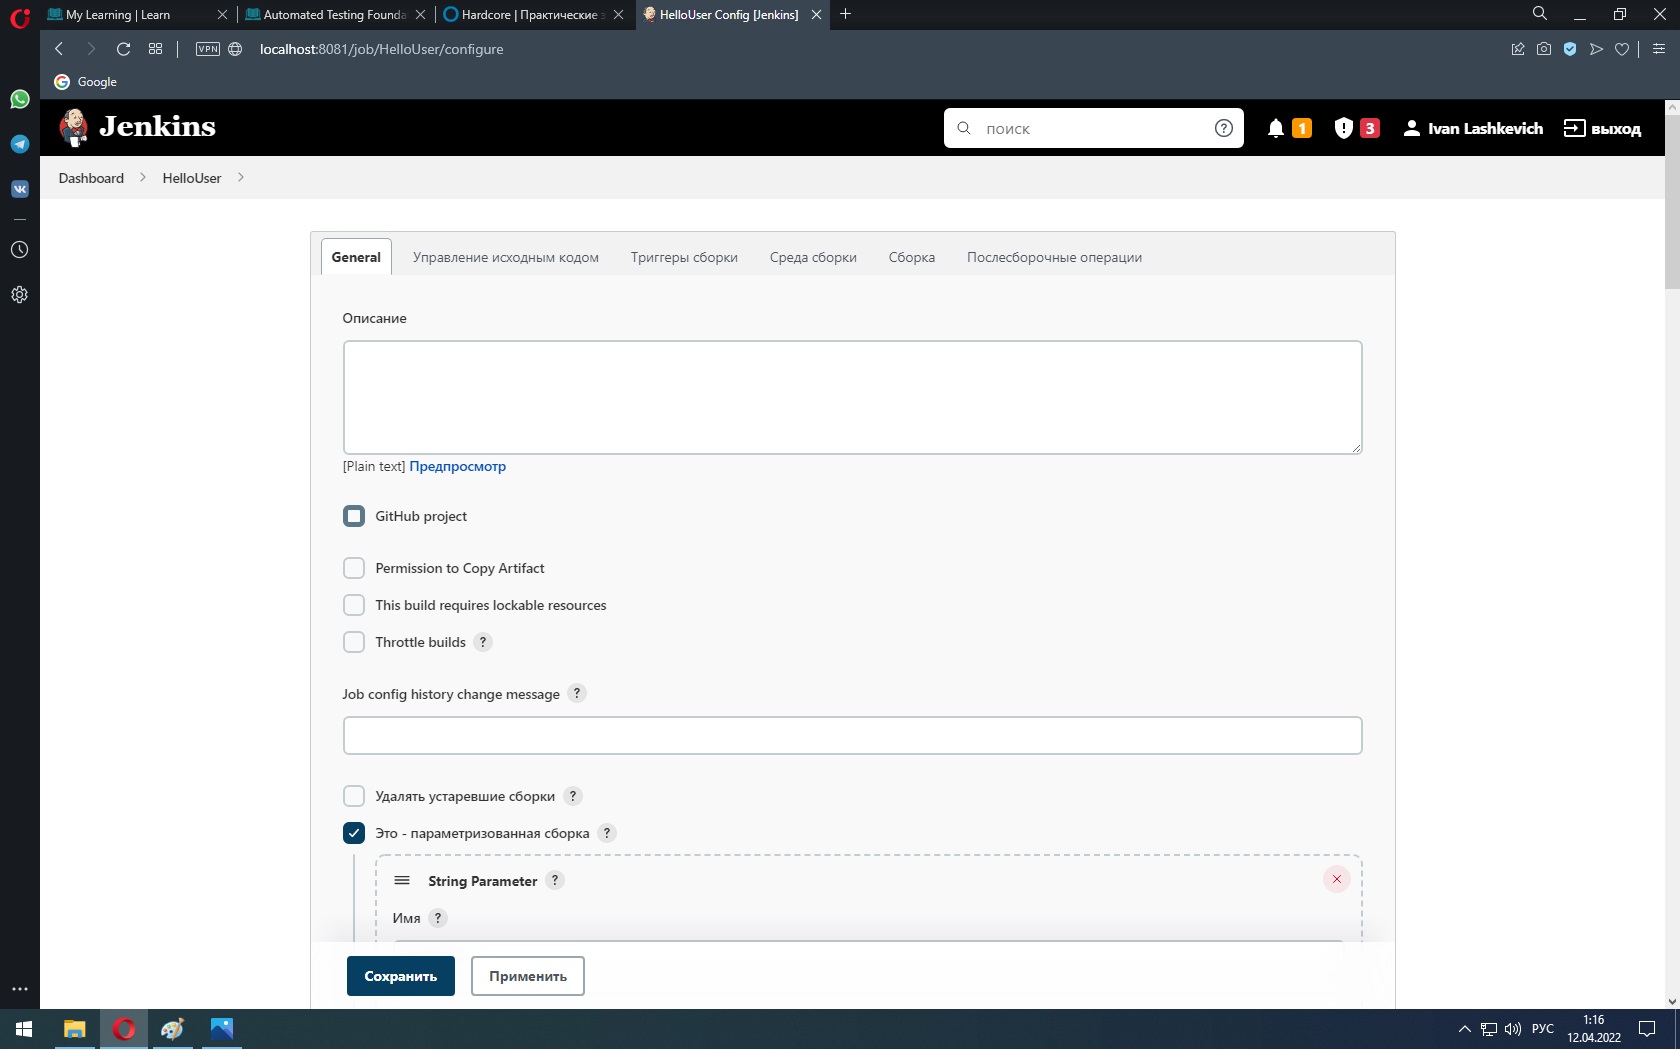 My Learning | Learn
Automated Testing Founda
Hardcore | Практические з
HelloUser Config [Jenkins]
VPN
localhost:8081/job/HelloUser/configure
Google
Jenkins
поиск
1
3
Ivan Lashkevich
выход
Dashboard
HelloUser
General
Управление исходным кодом
Триггеры сборки
Среда сборки
Сборка
Послесборочные операции
Описание
[Plain text] Предпросмотр
GitHub project
Permission to Copy Artifact
This build requires lockable resources
Throttle builds ?
Job config history change message ?
Удалять устаревшие сборки ?
Это - параметризованная сборка ?
String Parameter ?
Имя ?
Сохранить
Применить
РУС
1:16
12.04.2022